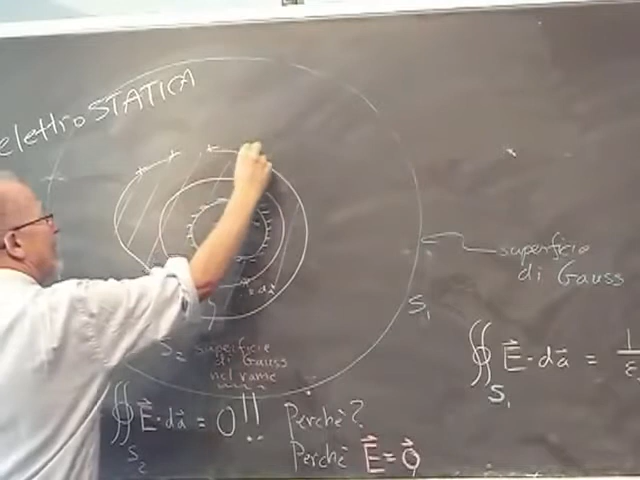 elettroSTATICA
superficie
di Gauss
S₁
S₂ superficie
di Gauss
nel rame
∯ E⃗ · da⃗ =
S₁
∯ E⃗ · da⃗ = 0!! Perchè?
S₂
Perchè E⃗ = 0⃗